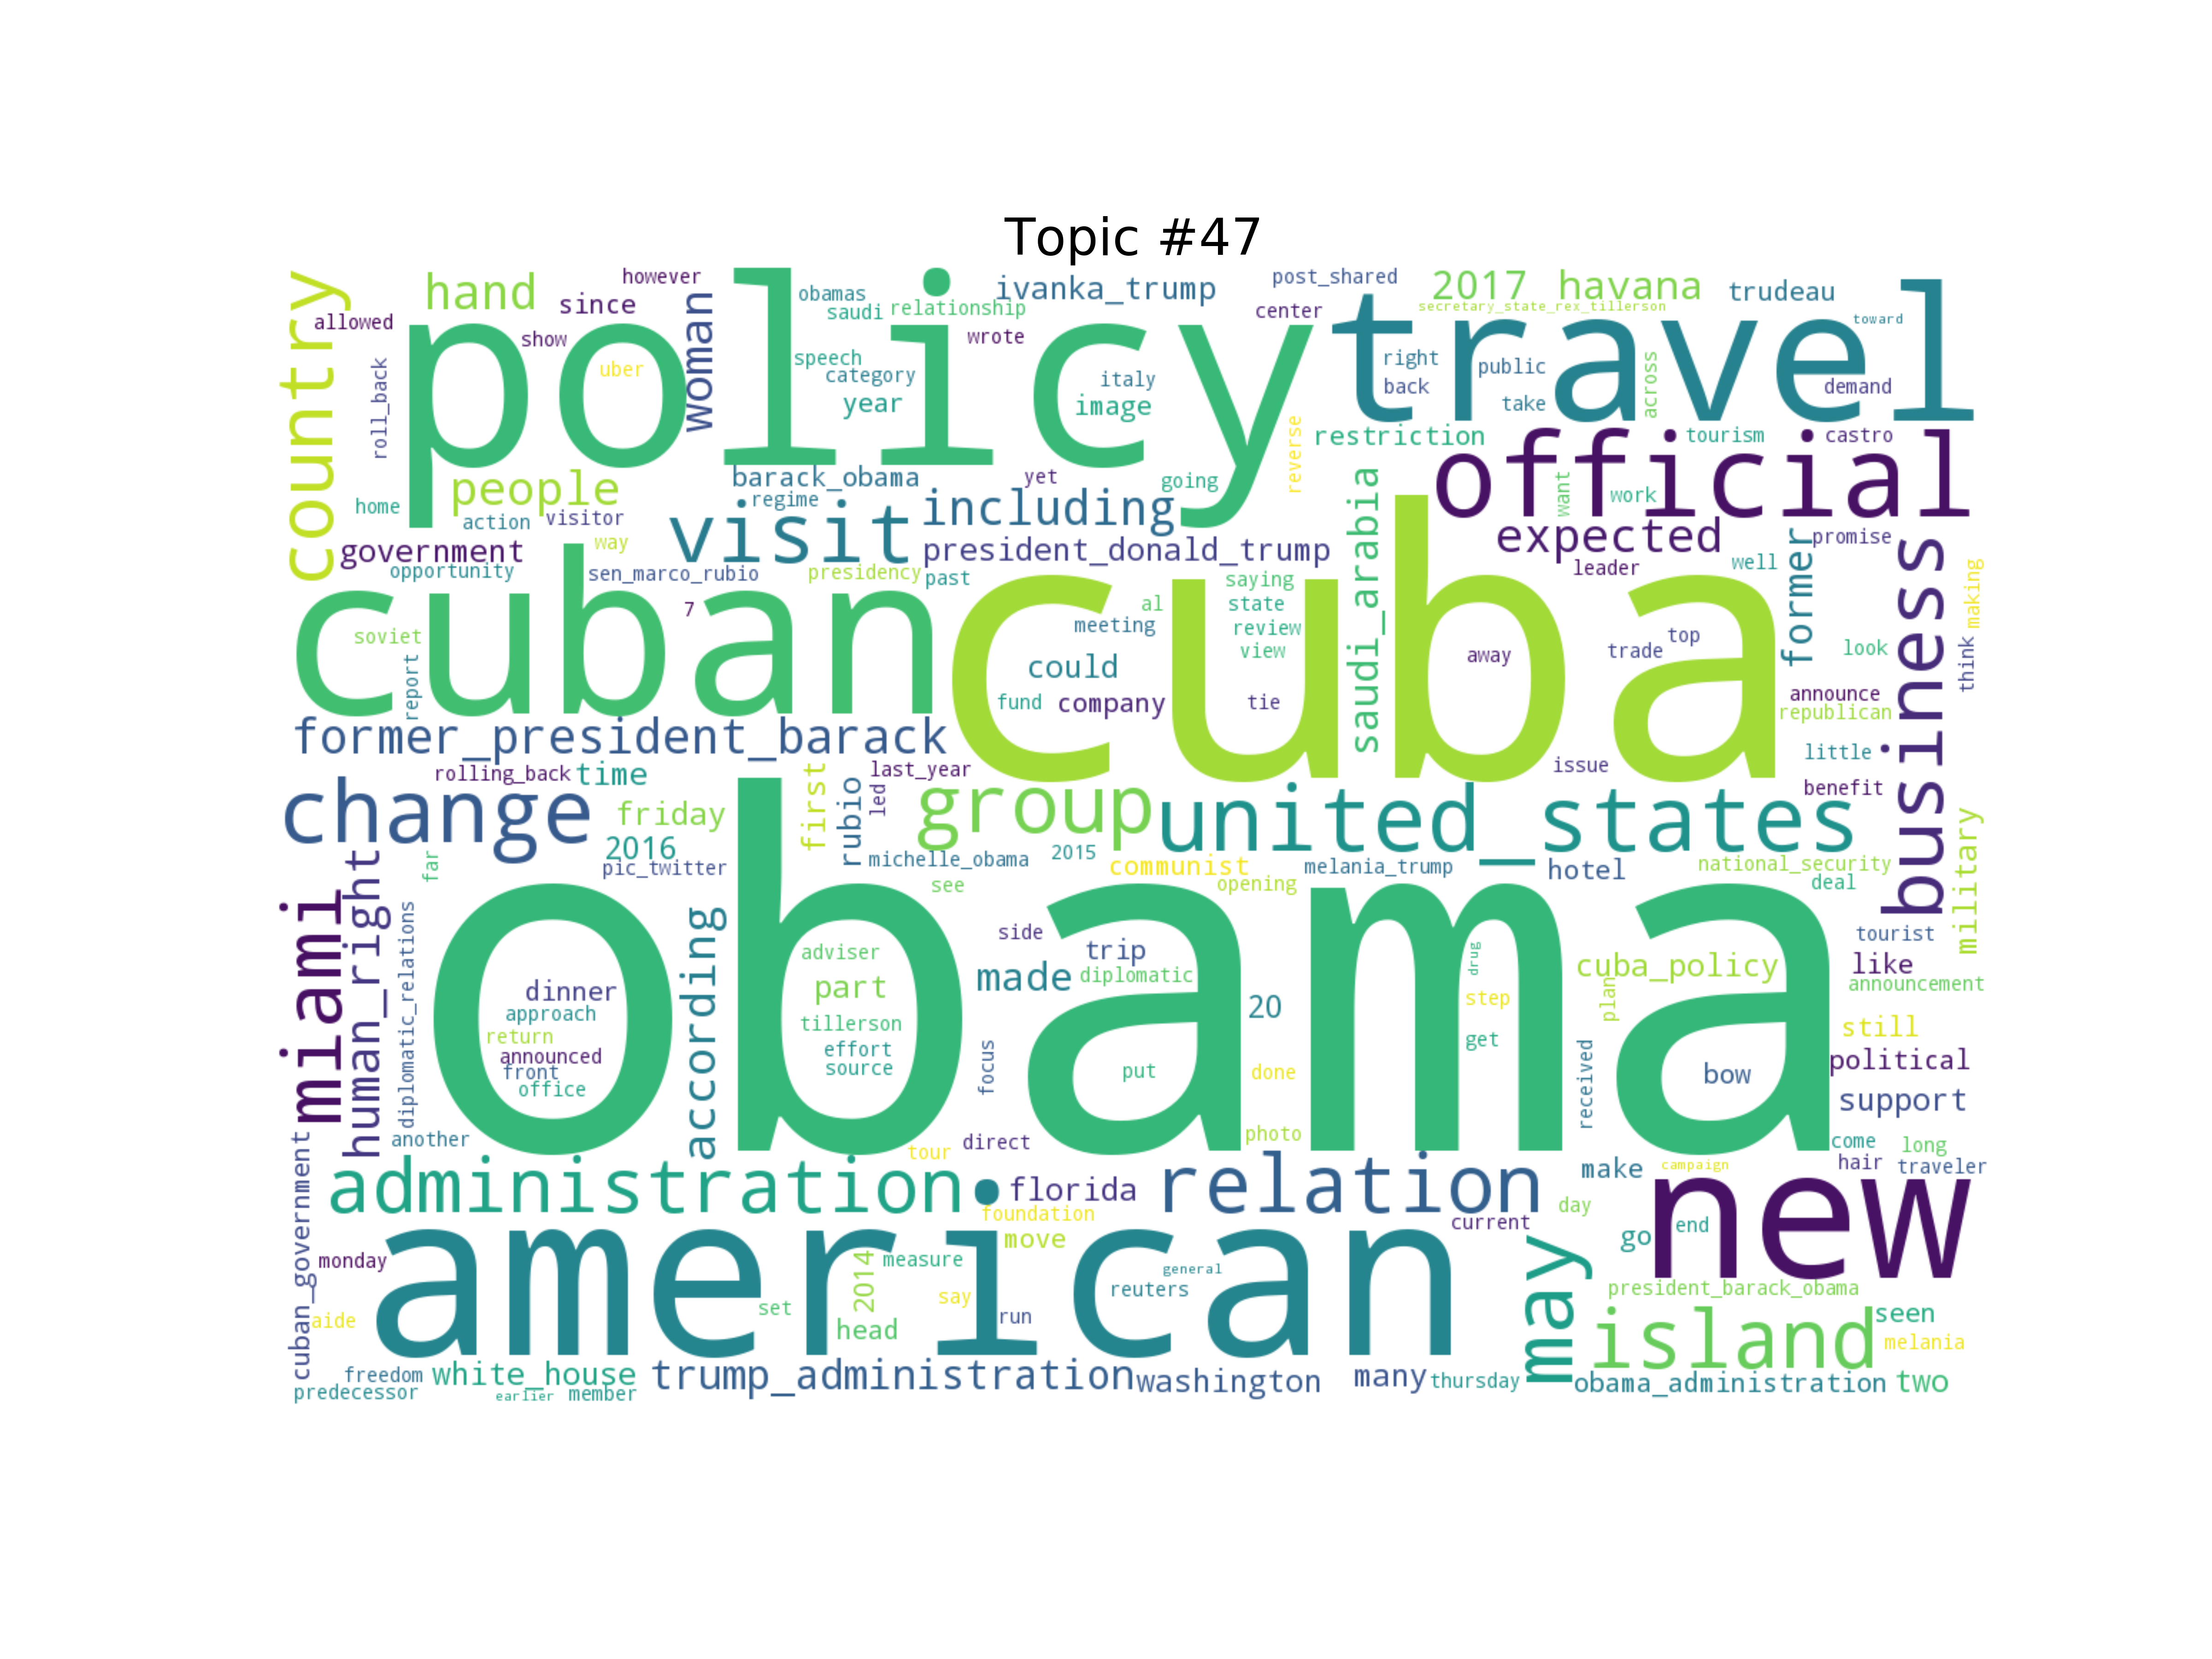 Topic #47
country
hand
since
however
allowed
show
roll_back
policy
uber
woman
obamas
saudi
relationship
ivanka_trump
wrote
speech
category
year
italy
image
center
post_shared
2017
havana
secretary_state_rex_tillerson
trudeau
toward
travel
right
back
public
take
across
demand
reverse
restriction
tourism
castro
official
want
work
home
people
action
visitor
government
way
opportunity
barack_obama
regime
yet
going
visit
including
president_donald_trump
sen_marco_rubio
presidency
past
saudi_arabia
expected
leader
former
promise
well
business
making
think
look
cuban
soviet
report
7
cuba
saying
al
state
meeting
review
view
could
fund
company
tie
away
trade
top
announce
republican
little
issue
benefit
former_president_barack
rolling_back
time
last_year
change
friday
2016
first
rubio
led
group
united_states
far
pic_twitter
michelle_obama
2015
see
communist
opening
melania_trump
hotel
national_security
deal
military
miami
human_right
diplomatic_relations
obama
according
dinner
approach
return
announced
front
office
adviser
part
tillerson
effort
source
side
trip
made
diplomatic
focus
put
20
done
drug
step
get
cuba_policy
plan
received
bow
tourist
like
announcement
still
political
support
another
tour
direct
photo
come
long
hair
traveler
cuban_government
administration
florida
foundation
move
relation
make
campaign
day
current
new
go
end
monday
american
2014
measure
set
say
head
run
general
reuters
may
president_barack_obama
island
seen
melania
aide
freedom
predecessor
white_house
earlier
member
trump_administration
washington
many
thursday
obama_administration
two